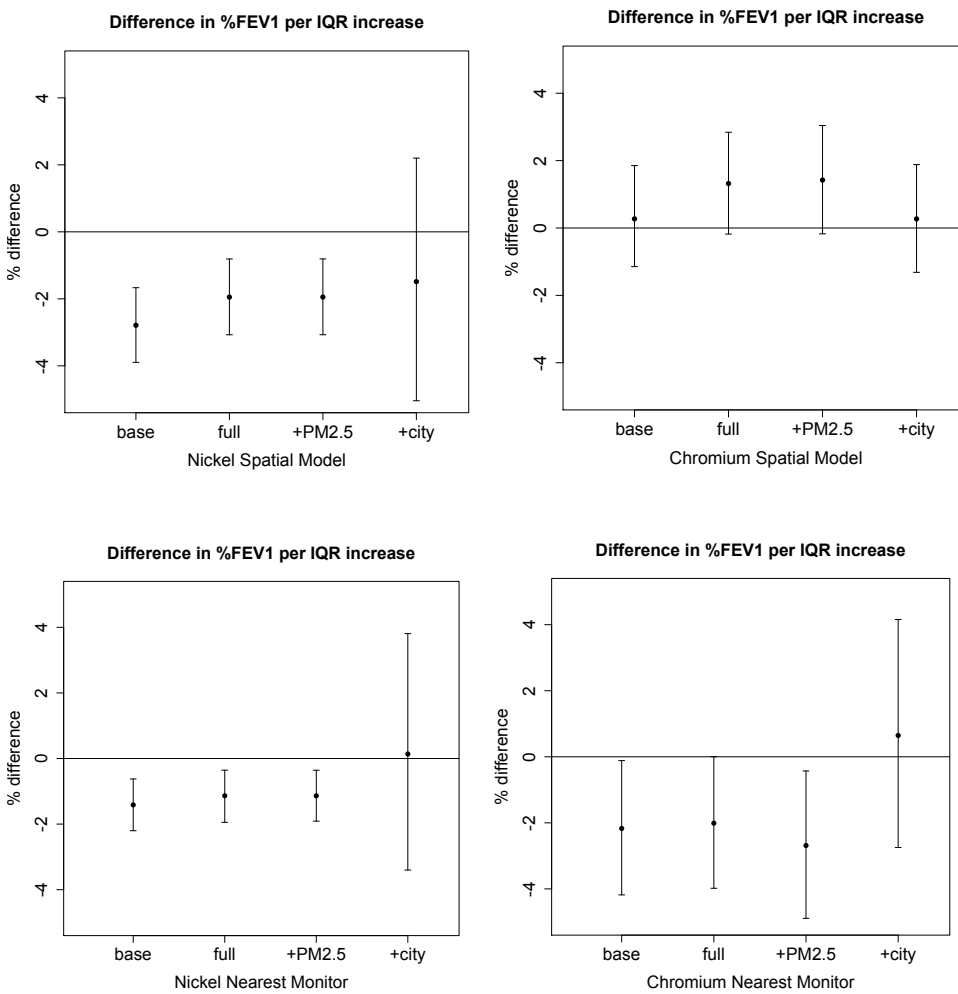 Difference in %FEV1 per IQR increase
% difference
4
2
0
-2
-4
base full +PM2.5 +city
Nickel Spatial Model
Difference in %FEV1 per IQR increase
% difference
4
2
0
-2
-4
base full +PM2.5 +city
Chromium Spatial Model
Difference in %FEV1 per IQR increase
% difference
4
2
0
-2
-4
base full +PM2.5 +city
Nickel Nearest Monitor
Difference in %FEV1 per IQR increase
% difference
4
2
0
-2
-4
base full +PM2.5 +city
Chromium Nearest Monitor